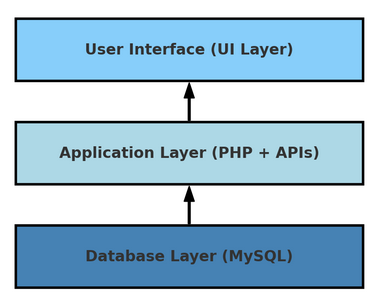 User Interface (UI Layer)
Application Layer (PHP + APIs)
Database Layer (MySQL)